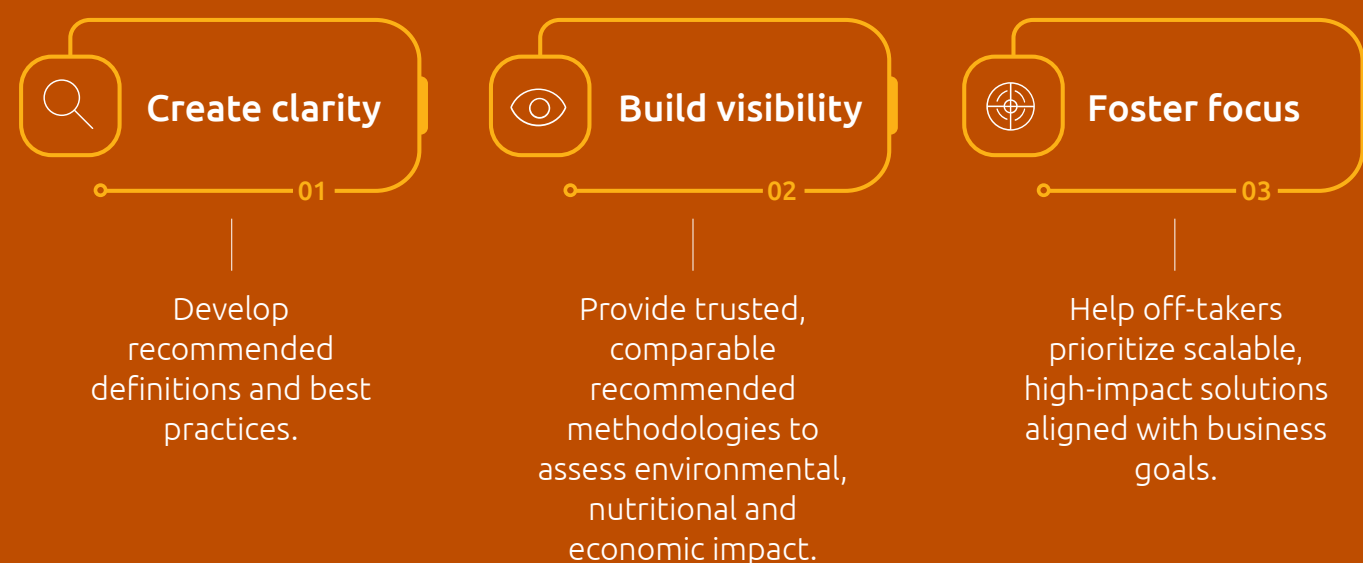 Create clarity
01
Develop
recommended
definitions and best
practices.
Build visibility
02
Provide trusted,
comparable
recommended
methodologies to
assess environmental,
nutritional and
economic impact.
Foster focus
03
Help off-takers
prioritize scalable,
high-impact solutions
aligned with business
goals.